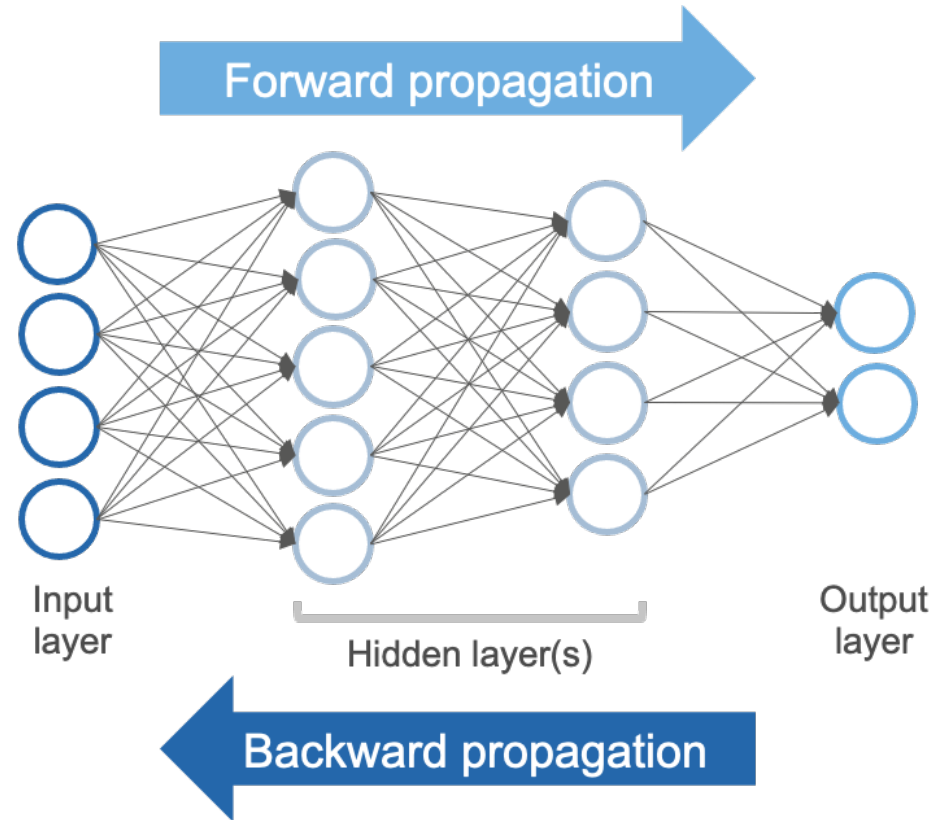 Forward propagation
Input
layer
Hidden layer(s)
Output
layer
Backward propagation